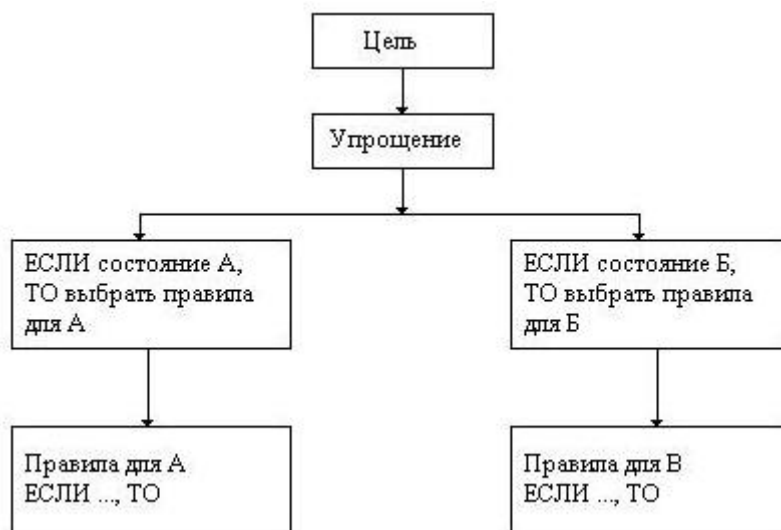 Цель
Упрощение
ЕСЛИ состояние А,
ТО выбрать правила
для А
ЕСЛИ состояние Б,
ТО выбрать правила
для Б
Правила для А
ЕСЛИ ..., ТО
Правила для В
ЕСЛИ ..., ТО